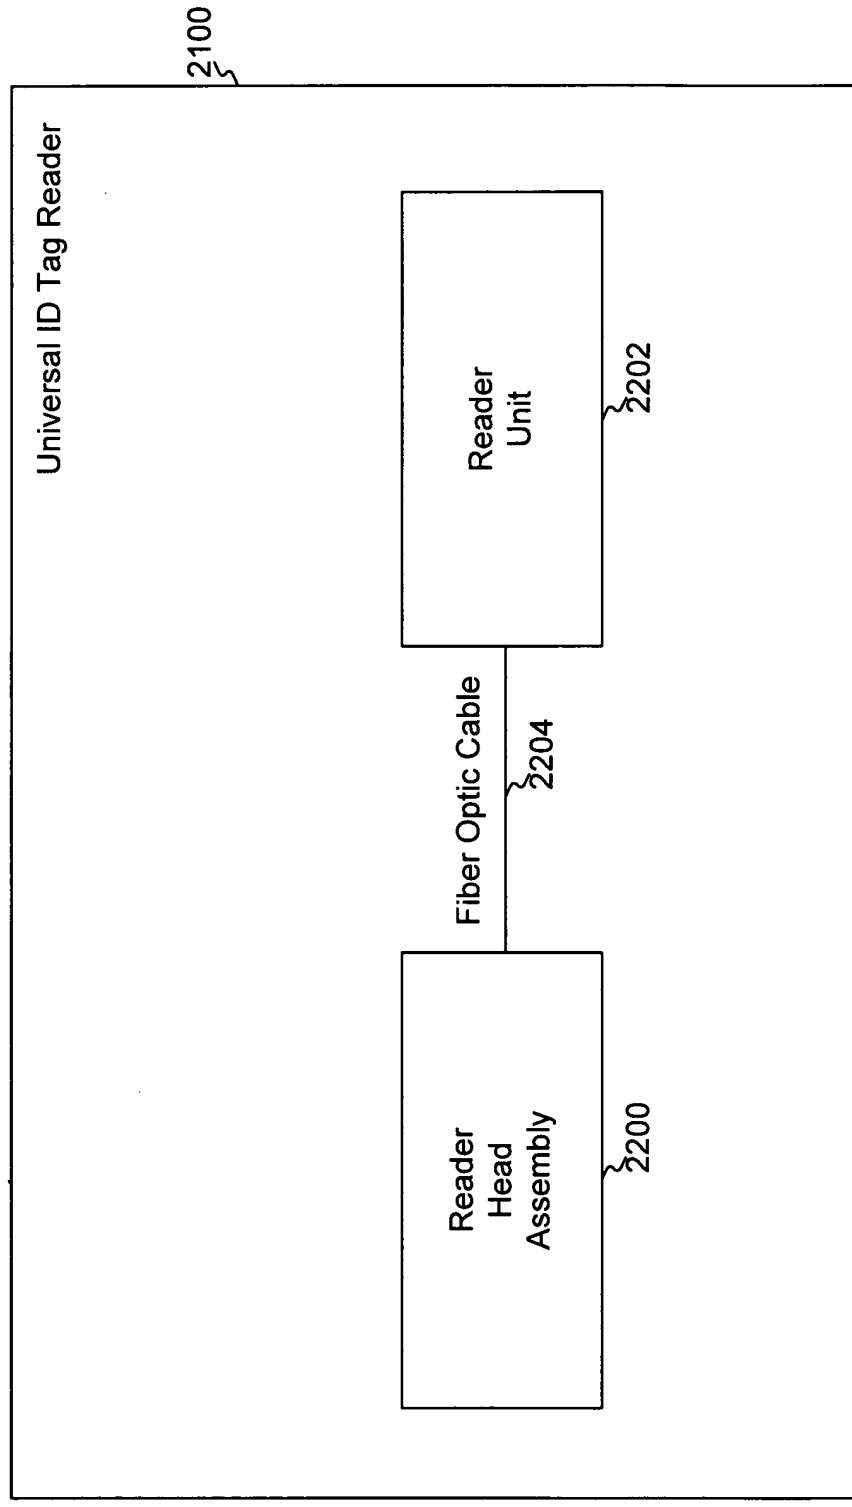 2100
Universal ID Tag Reader
Reader
Head
Assembly
2200
Fiber Optic Cable
2204
Reader
Unit
2202